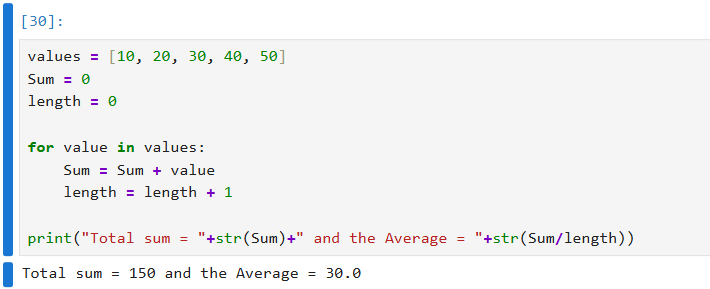 [30]:
values = [10, 20, 30, 40, 50]
Sum = 0
length = 0
for value in values:
    Sum = Sum + value
    length = length + 1
print("Total sum = "+str(Sum)+" and the Average = "+str(Sum/length))
Total sum = 150 and the Average = 30.0